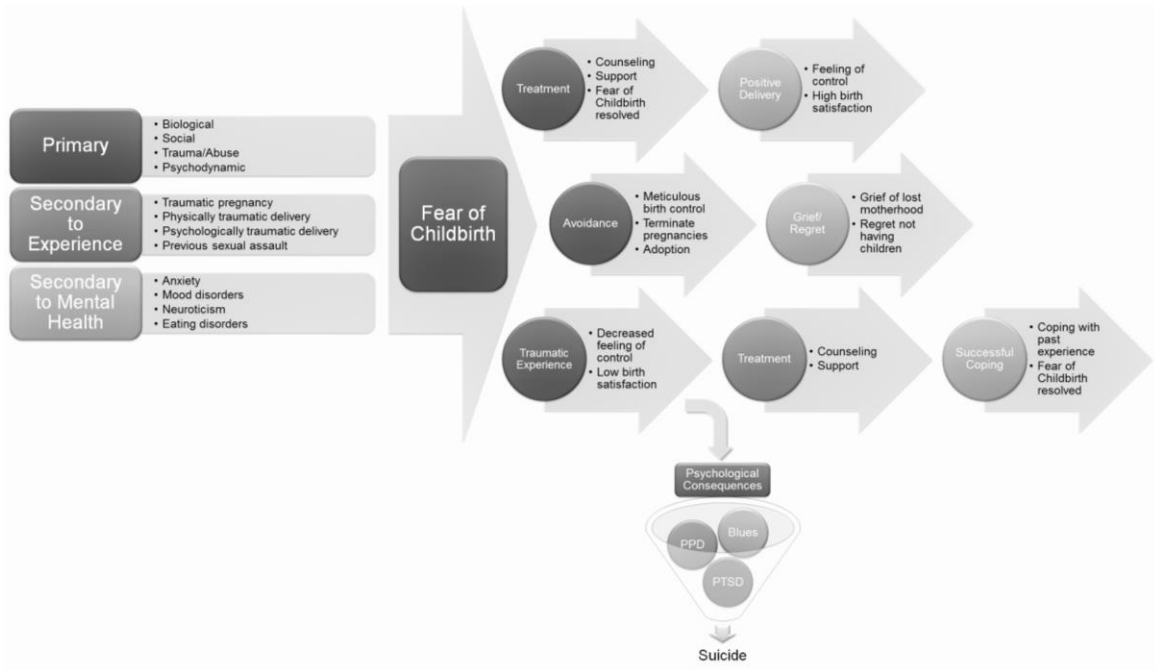 Primary
• Biological
• Social
• Trauma/Abuse
• Psychodynamic
Secondary
to
Experience
• Traumatic pregnancy
• Physically traumatic delivery
• Psychologically traumatic delivery
• Previous sexual assault
Secondary
to Mental
Health
• Anxiety
• Mood disorders
• Neuroticism
• Eating disorders
Fear of
Childbirth
Treatment
• Counseling
• Support
• Fear of
Childbirth
resolved
Positive
Delivery
• Feeling of
control
• High birth
satisfaction
Avoidance
• Meticulous
birth control
• Terminate
pregnancies
• Adoption
Grief/
Regret
• Grief of lost
motherhood
• Regret not
having
children
Traumatic
Experience
• Decreased
feeling of
control
• Low birth
satisfaction
Treatment
• Counseling
• Support
Successful
Coping
• Coping with
past
experience
• Fear of
Childbirth
resolved
Psychological
Consequences
PPD
Blues
PTSD
Suicide